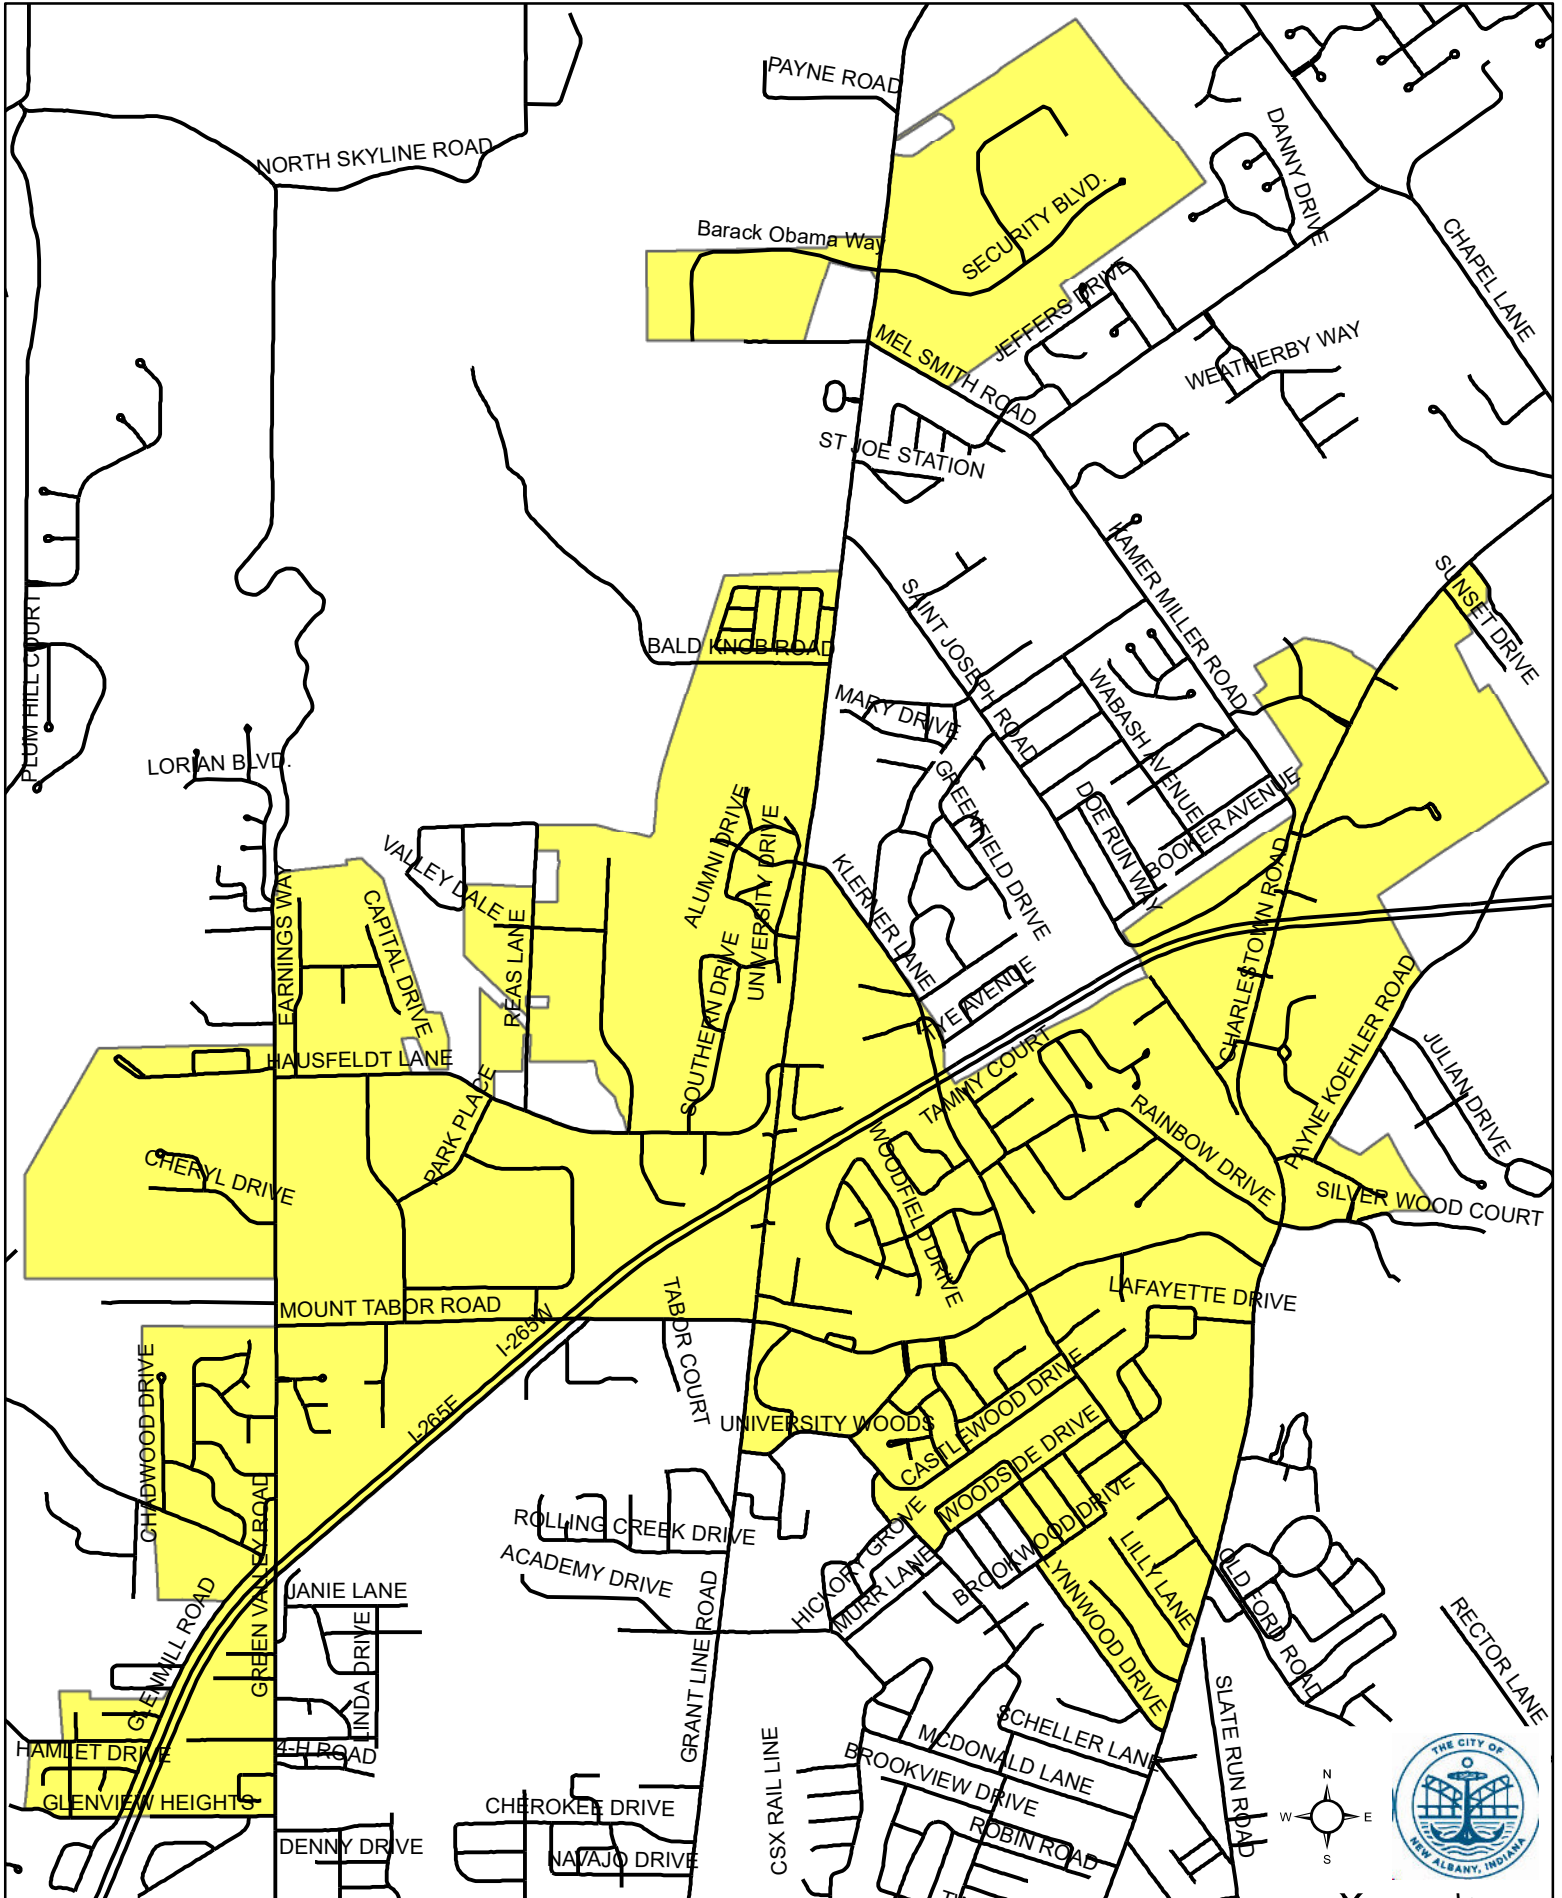 PAYNE ROAD
DANNY DRIVE
NORTH SKYLINE ROAD
SECURITY BLVD.
Barack Obama Way
CHAPEL LANE
JEFFERS DRIVE
MEL SMITH ROAD
WEATHERBY WAY
ST JOE STATION
KAMER MILLER ROAD
SUNSET DRIVE
SAINT JOSEPH ROAD
PLUM HILL COURT
BALD KNOB ROAD
WABASH AVENUE
MARY DRIVE
LORIAN BLVD.
GREENFIELD DRIVE
DOE RUN WAY
BOOKER AVENUE
ALUMNI DRIVE
UNIVERSITY DRIVE
VALLEY DALE
KLERNER LANE
CHARLESTOWN ROAD
EARNINGS WAY
CAPITAL DRIVE
REAS LANE
SOUTHERN DRIVE
TYE AVENUE
PAYNE KOEHLER ROAD
HAUSFELDT LANE
TAMMY COURT
JULIAN DRIVE
PARK PLACE
RAINBOW DRIVE
WOODFIELD DRIVE
CHERYL DRIVE
SILVER WOOD COURT
MOUNT TABOR ROAD
I-265W
TABOR COURT
LAFAYETTE DRIVE
CHADWOOD DRIVE
I-265E
UNIVERSITY WOODS
CASTLEWOOD DRIVE
WOODSIDE DRIVE
GREEN VALLEY ROAD
ROLLING CREEK DRIVE
HICKORY GROVE
BROOKWOOD DRIVE
LILLY LANE
ACADEMY DRIVE
MURR LANE
LYNNWOOD DRIVE
OLD FORD ROAD
JANIE LANE
GLENMILL ROAD
LINDA DRIVE
GRANT LINE ROAD
RECTOR LANE
SLATE RUN ROAD
SCHELLER LANE
HAMLET DRIVE
4-H ROAD
MCDONALD LANE
CSX RAIL LINE
BROOKVIEW DRIVE
GLENVIEW HEIGHTS
CHEROKEE DRIVE
ROBIN ROAD
DENNY DRIVE
NAVAJO DRIVE
N
W E
S
THE CITY OF
NEW ALBANY, INDIANA